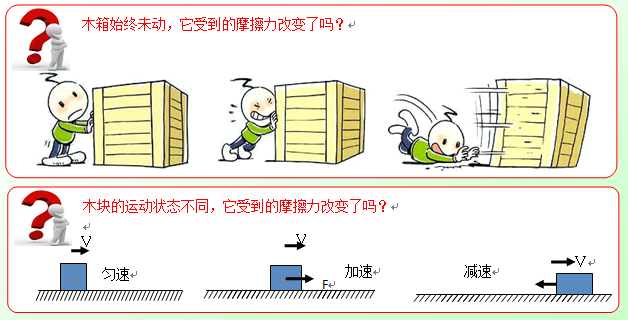 木箱始终未动，它受到的摩擦力改变了吗？
木块的运动状态不同，它受到的摩擦力改变了吗？
V 匀速
V F 加速
减速 V